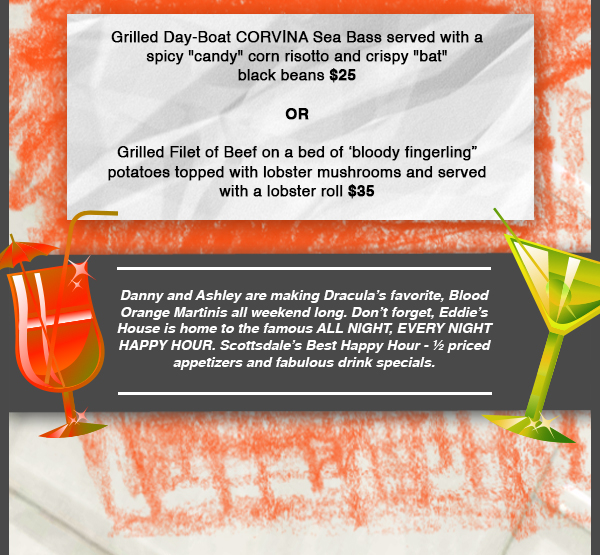 Grilled Day-Boat CORVINA Sea Bass served with a
spicy "candy" corn risotto and crispy "bat"
black beans $25
OR
Grilled Filet of Beef on a bed of ‘bloody fingerling”
potatoes topped with lobster mushrooms and served
with a lobster roll $35
Danny and Ashley are making Dracula’s favorite, Blood
Orange Martinis all weekend long. Don’t forget, Eddie’s
House is home to the famous ALL NIGHT, EVERY NIGHT
HAPPY HOUR. Scottsdale’s Best Happy Hour - ½ priced
appetizers and fabulous drink specials.